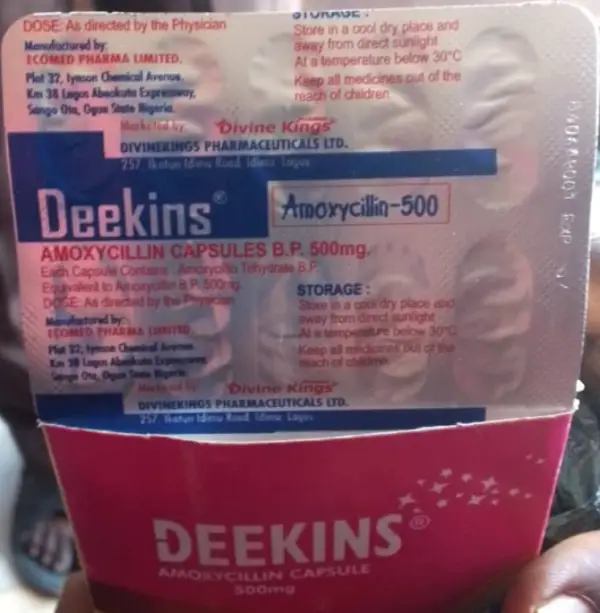 DOSE: As directed by the Physician
Manufactured by:
ECOMED PHARMA LIMITED.
Plot 32, Iynson Chemical Avenue.
Km 38 Lagos Abeokuta Expressway,
Sango Ota, Ogun State Nigeria.
STORAGE :
Store in a cool dry place and
away from direct sunlight
At a temperature below 30°C
Keep all medicines out of the
reach of children
Marketed by: Divine Kings
DIVINEKINGS PHARMACEUTICALS LTD.
257 Ikotun Idimu Road Idimu Lagos
Deekins®
Amoxycillin-500
AMOXYCILLIN CAPSULES B.P. 500mg.
Each Capsule Contains : Amoxycillin Trihydrate B.P.
Equivalent to Amoxycillin B.P. 500mg.
DOSE: As directed by the Physician
Manufactured by:
ECOMED PHARMA LIMITED
Plot 32, Iynson Chemical Avenue.
Km 38 Lagos Abeokuta Expressway,
Sango Ota, Ogun State Nigeria.
STORAGE :
Store in a cool dry place and
away from direct sunlight
At a temperature below 30°C
Keep all medicines out of the
reach of children.
Marketed by: Divine Kings
DIVINEKINGS PHARMACEUTICALS LTD.
257 Ikotun Idimu Road Idimu Lagos
EXP
DEEKINS®
AMOXYCILLIN CAPSULE
500mg